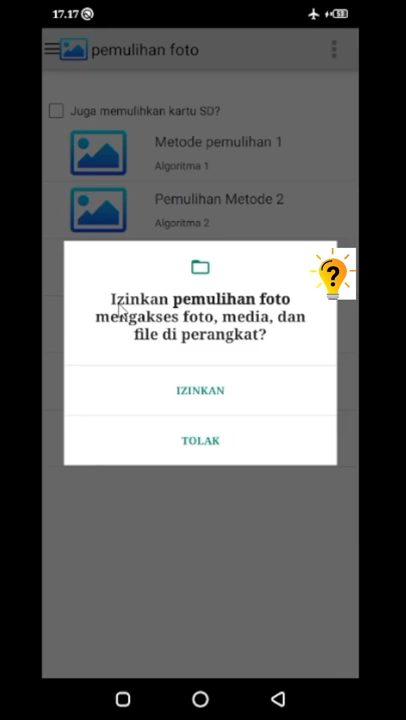 17.17
59
pemulihan foto
Juga memulihkan kartu SD?
Metode pemulihan 1
Algoritma 1
Pemulihan Metode 2
Algoritma 2
?
Izinkan pemulihan foto
mengakses foto, media, dan
file di perangkat?
IZINKAN
TOLAK